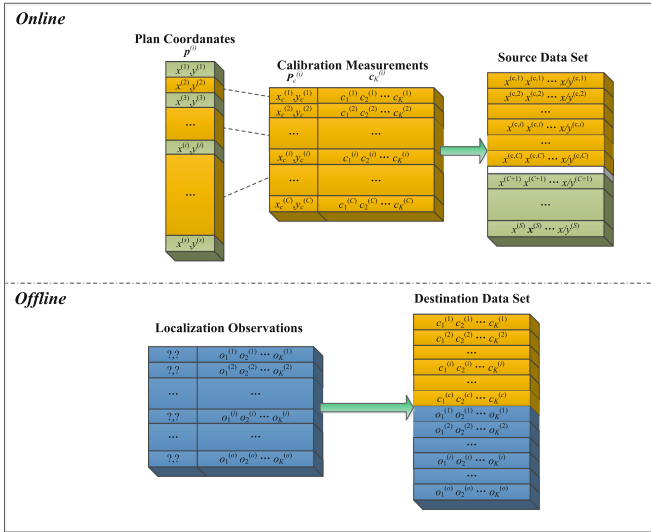 Online
Plan Coordanates
p^(i)
x^(1),y^(1)
x^(2),y^(2)
x^(3),y^(3)
...
x^(i),y^(i)
...
x^(s),y^(s)
Calibration Measurements
P_c^(i) c_K^(i)
x_c^(1),y_c^(1) c_1^(1) c_2^(1) ... c_K^(1)
x_c^(2),y_c^(2) c_1^(2) c_2^(2) ... c_K^(2)
... ...
x_c^(i),y_c^(i) c_1^(i) c_2^(i) ... c_K^(i)
... ...
x_c^(C),y_c^(C) c_1^(C) c_2^(C) ... c_K^(C)
Source Data Set
x^(c,1) x^(c,1) ... x/y^(c,1)
x^(c,2) x^(c,2) ... x/y^(c,2)
...
x^(c,i) x^(c,i) ... x/y^(c,i)
...
x^(c,C) x^(c,C) ... x/y^(c,C)
x^(C+1) x^(C+1) ... x/y^(C+1)
...
x^(S) x^(S) ... x/y^(S)
Offline
Localization Observations
?,? o_1^(1) o_2^(1) ... o_K^(1)
?,? o_1^(2) o_2^(2) ... o_K^(2)
... ...
?,? o_1^(i) o_2^(i) ... o_K^(i)
... ...
?,? o_1^(o) o_2^(o) ... o_K^(o)
Destination Data Set
c_1^(1) c_2^(1) ... c_K^(1)
c_1^(2) c_2^(2) ... c_K^(2)
...
c_1^(i) c_2^(i) ... c_K^(i)
...
c_1^(c) c_2^(c) ... c_K^(c)
o_1^(1) o_2^(1) ... o_K^(1)
o_1^(2) o_2^(2) ... o_K^(2)
...
o_1^(i) o_2^(i) ... o_K^(i)
...
o_1^(o) o_2^(o) ... o_K^(o)